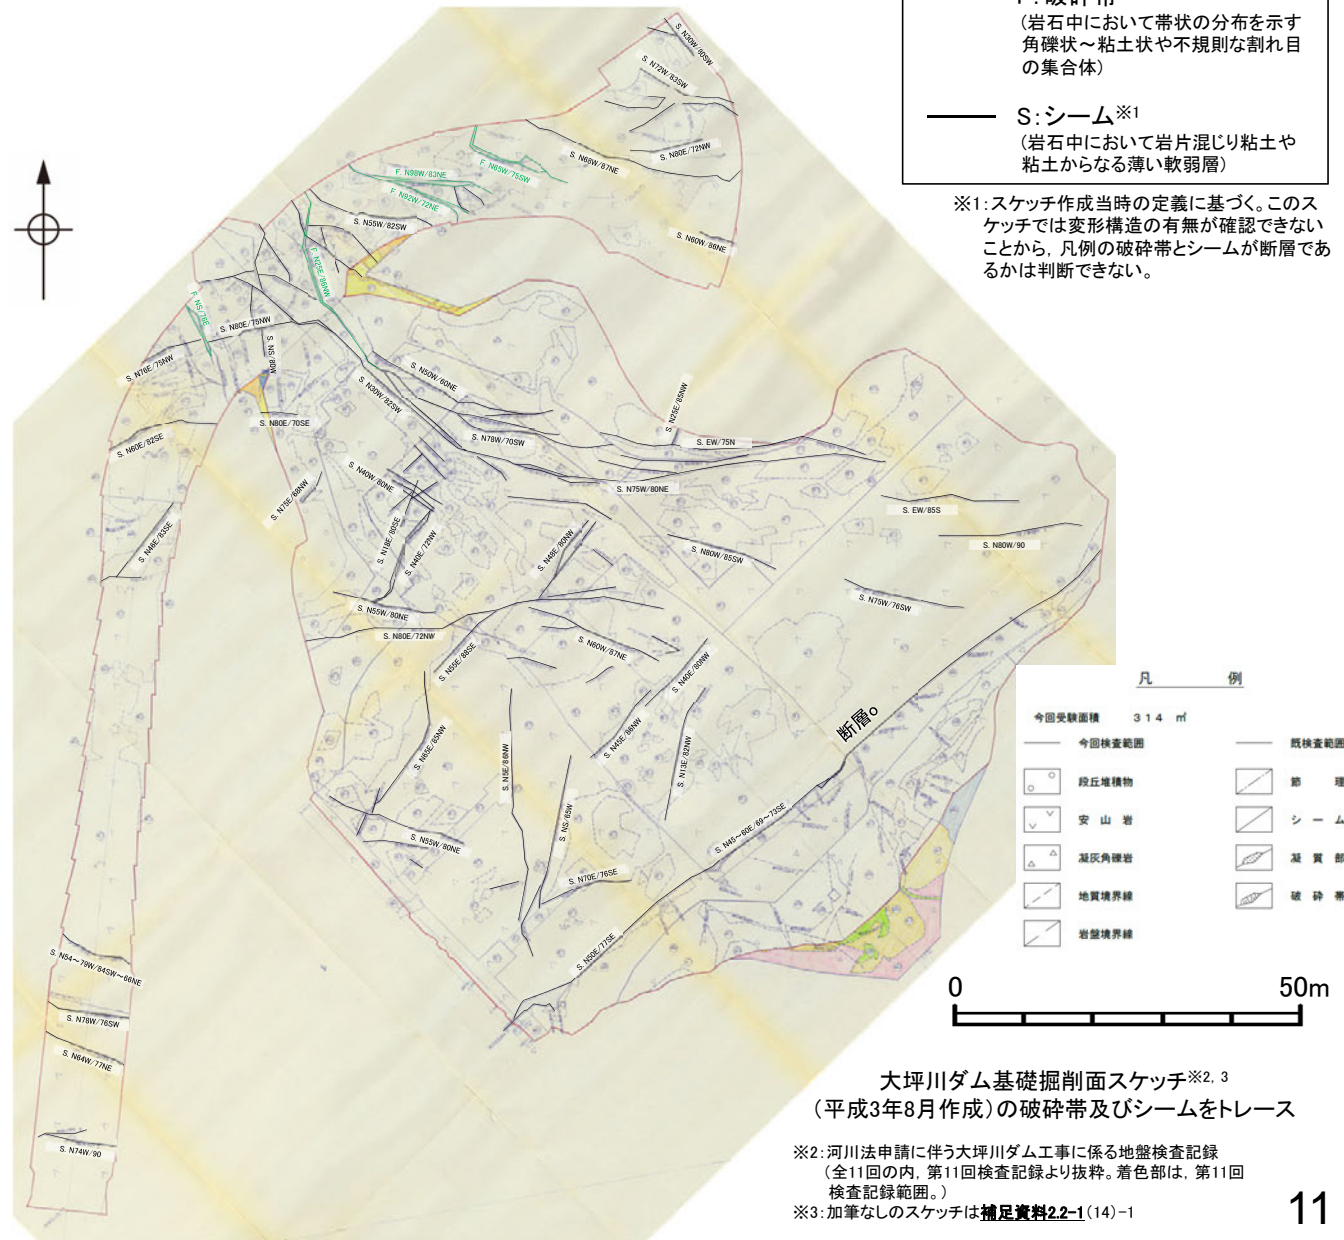 F:破砕帯
(岩石中において帯状の分布を示す
角礫状~粘土状や不規則な割れ目
の集合体)
S:シーム※1
(岩石中において岩片混じり粘土や
粘土からなる薄い軟弱層)
※1:スケッチ作成当時の定義に基づく。このス
ケッチでは変形構造の有無が確認できない
ことから,凡例の破砕帯とシームが断層であ
るかは判断できない。
S. N30W/80SW
S. N72W/83SW
S. N80E/72NW
S. N68W/87NE
F. N65W/75SW
F. N98W/83NE
F. N92W/72NE
S. N55W/82SW
S. N60W/86NE
F. N25E/88NW
F. NS/76E
S. N80E/75NW
S. N76E/75NW
S. NS/80W
S. N50W/60NE
S. N30W/82SW
S. N25E/85NW
S. N80E/70SE
S. N60E/82SE
S. N78W/70SW
S. EW/75N
S. N40W/80NE
S. N75W/80NE
S. N75E/68NW
S. EW/85S
S. N46E/83SE
S. N18E/80SE
S. N40E/72NW
S. N48E/80NW
S. N80W/85SW
S. N80W/90
S. N75W/76SW
S. N55W/80NE
S. N80E/72NW
S. N55E/88SE
S. N60W/87NE
S. N40E/80NW
断層o
S. N65E/85NW
S. N5E/86NW
S. N45E/86NW
S. N13E/82NW
S. NS/65W
S. N45~60E/69~73SE
S. N55W/80NE
S. N70E/76SE
S. N50E/77SE
S. N54~79W/84SW~66NE
S. N78W/76SW
S. N64W/77NE
S. N74W/90
凡 例
今回受験面積 314 ㎡
今回検査範囲 既検査範囲
段丘堆積物 節 理
安山岩 シーム
凝灰角礫岩 凝質部
地質境界線 破砕帯
岩盤境界線
0 50m
大坪川ダム基礎掘削面スケッチ※2, 3
(平成3年8月作成)の破砕帯及びシームをトレース
※2:河川法申請に伴う大坪川ダム工事に係る地盤検査記録
(全11回の内,第11回検査記録より抜粋。着色部は,第11回
検査記録範囲。)
※3:加筆なしのスケッチは補足資料2.2-1(14)-1
11